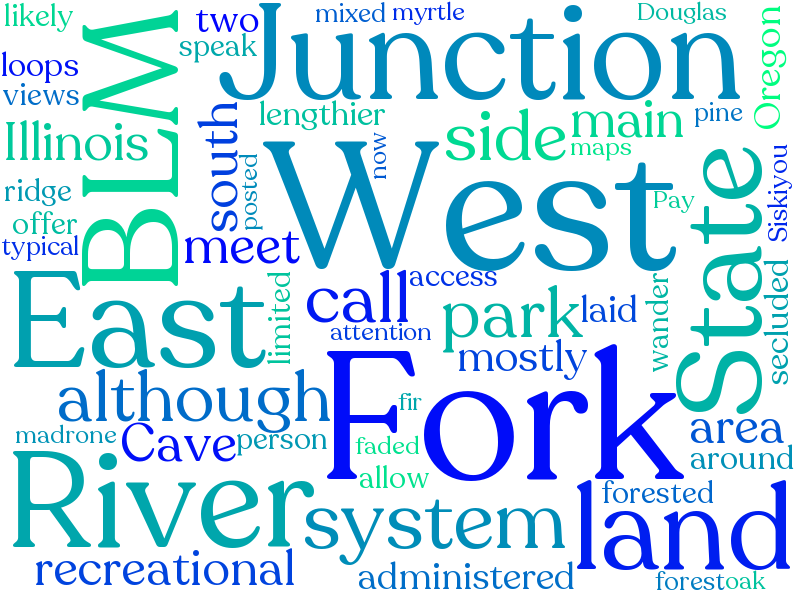 likely
mixed
myrtle
Douglas
two
speak
Junction
loops
views
BLM
Oregon
lengthier
pine
Illinois
south
side
main
maps
now
West
posted
State
Siskiyou
ridge
Pay
offer
typical
meet
East
limited
call
access
park
laid
wander
secluded
attention
mostly
although
Fork
fir
area
madrone
Cave
person
faded
around
allow
River
system
forested
land
recreational
administered
forest
oak